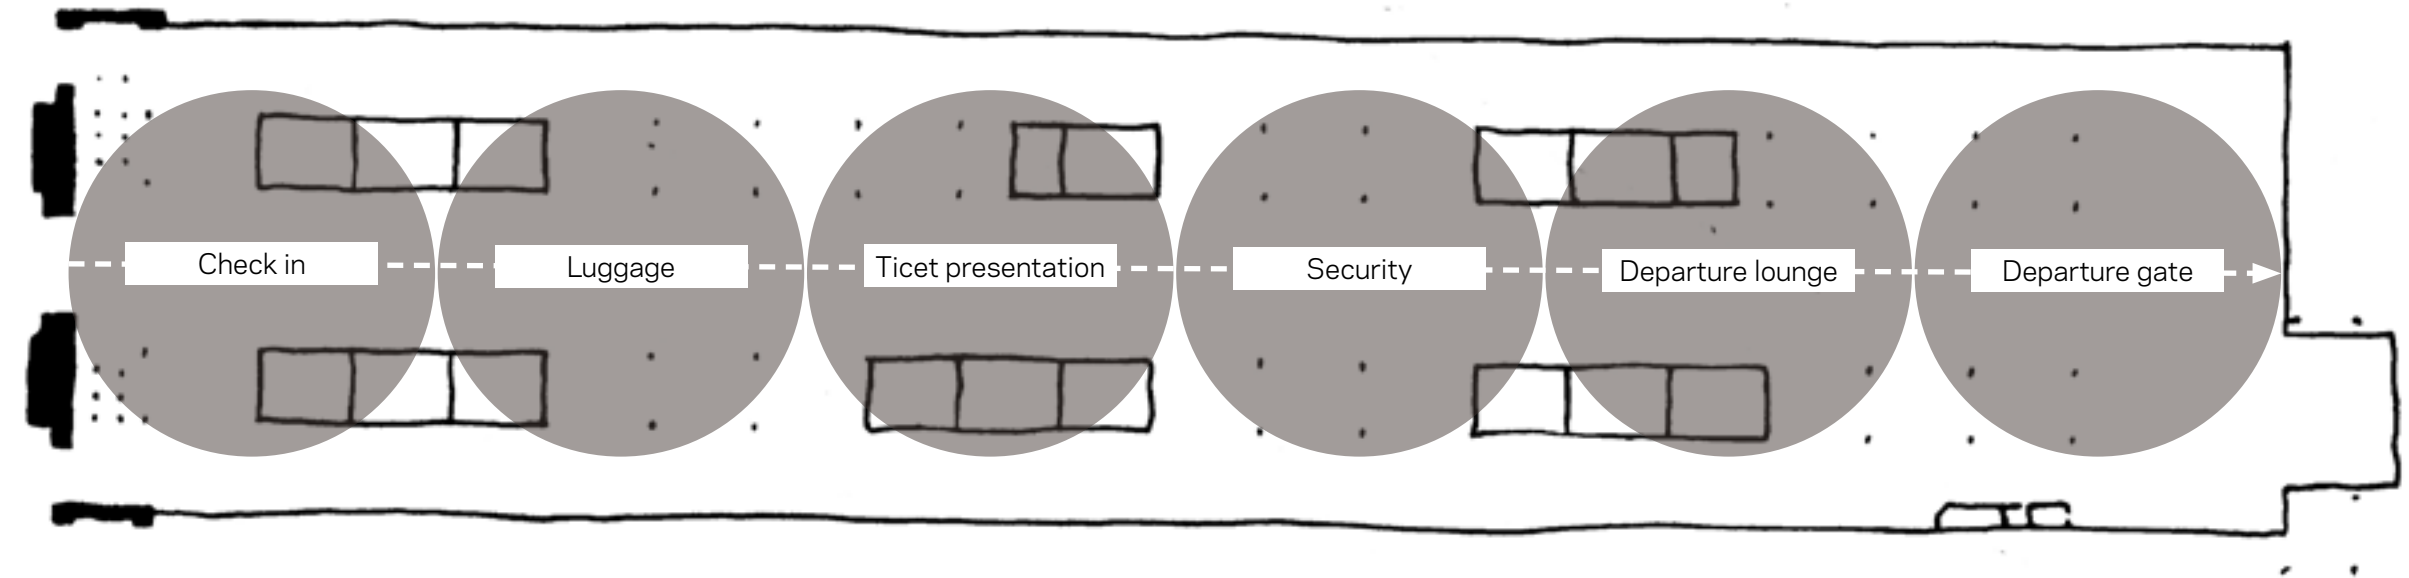 Check in
Luggage
Ticet presentation
Security
Departure lounge
Departure gate